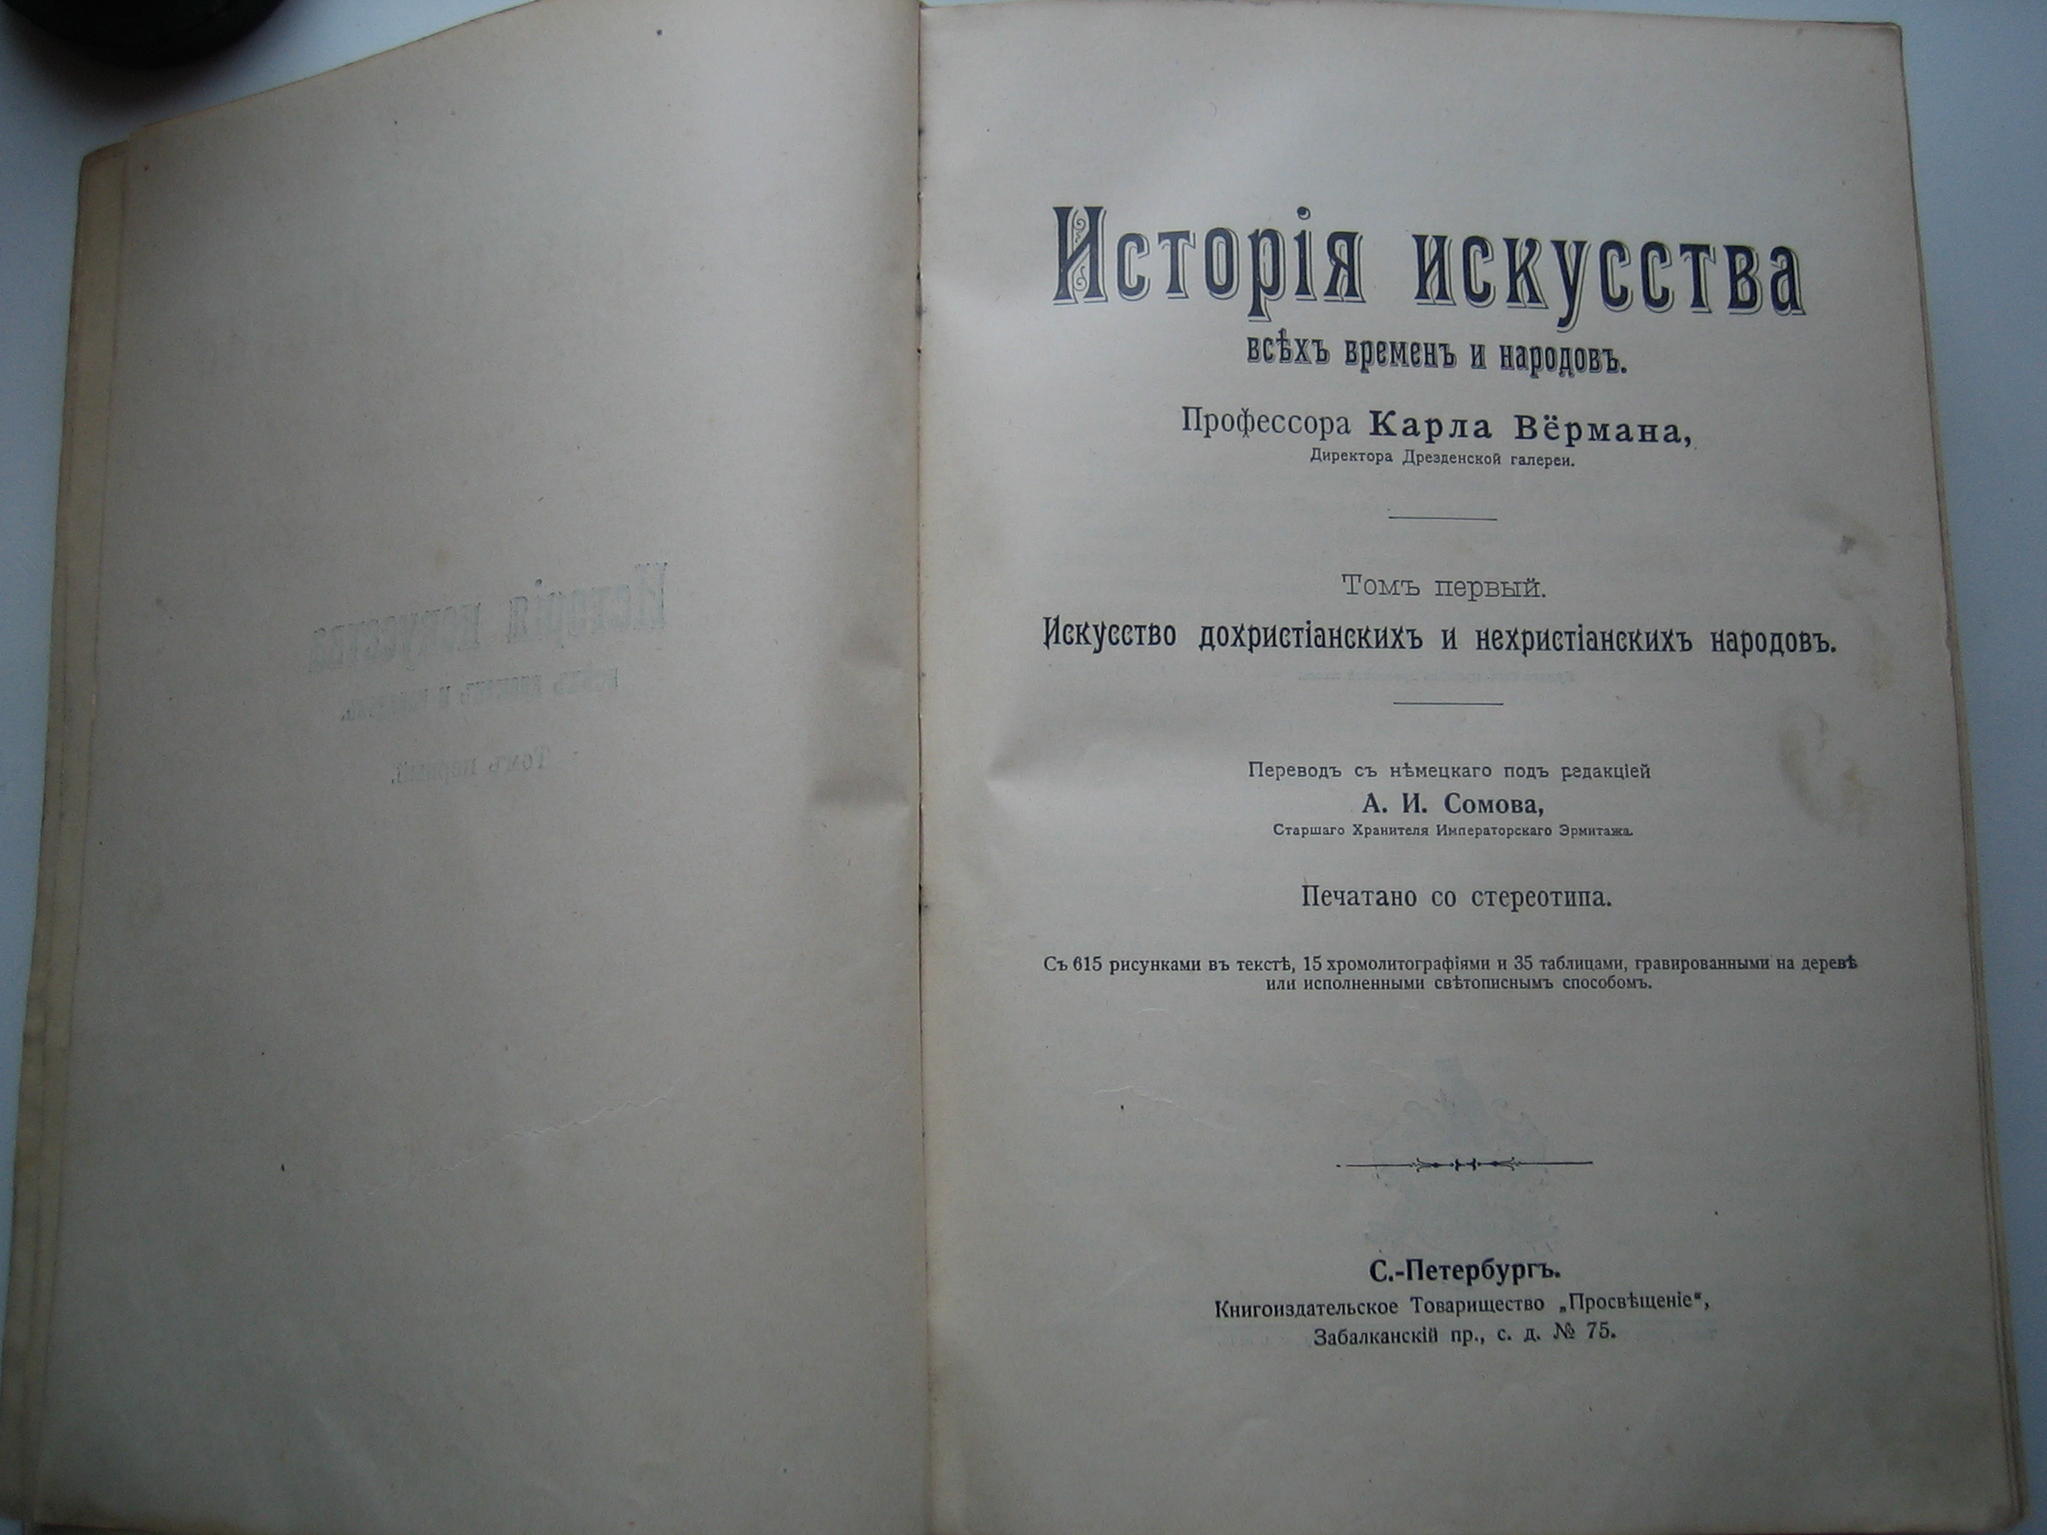 Исторія искусства
всѣхъ временъ и народовъ.
Профессора Карла Вёрмана,
Директора Дрезденской галереи.
Томъ первый.
Искусство дохристіанскихъ и нехристіанскихъ народовъ.
Переводъ съ нѣмецкаго подъ редакціей
А. И. Сомова,
Старшаго Хранителя Императорскаго Эрмитажа.
Печатано со стереотипа.
Съ 615 рисунками въ текстѣ, 15 хромолитографіями и 35 таблицами, гравированными на деревѣ
или исполненными свѣтописнымъ способомъ.
С.-Петербургъ.
Книгоиздательское Товарищество „Просвѣщеніе“,
Забалканскій пр., с. д. № 75.